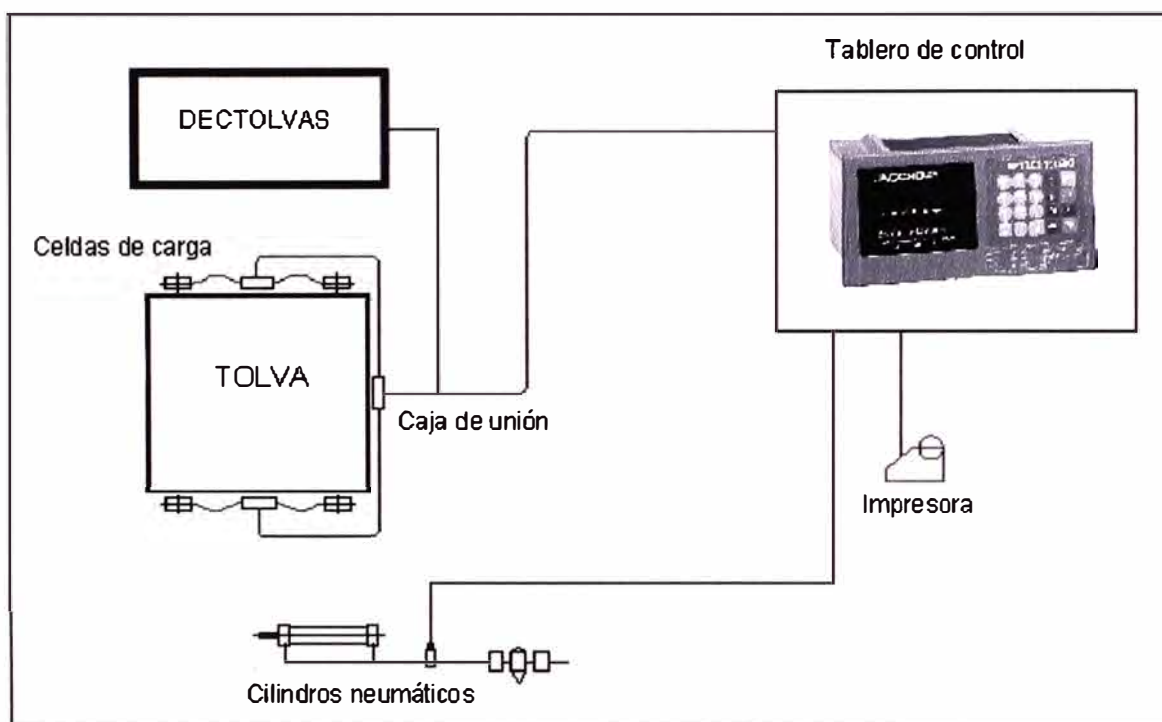 Tablero de control
DECTOLVAS
Celdas de carga
TOLVA
Caja de unión
Impresora
Cilindros neumáticos